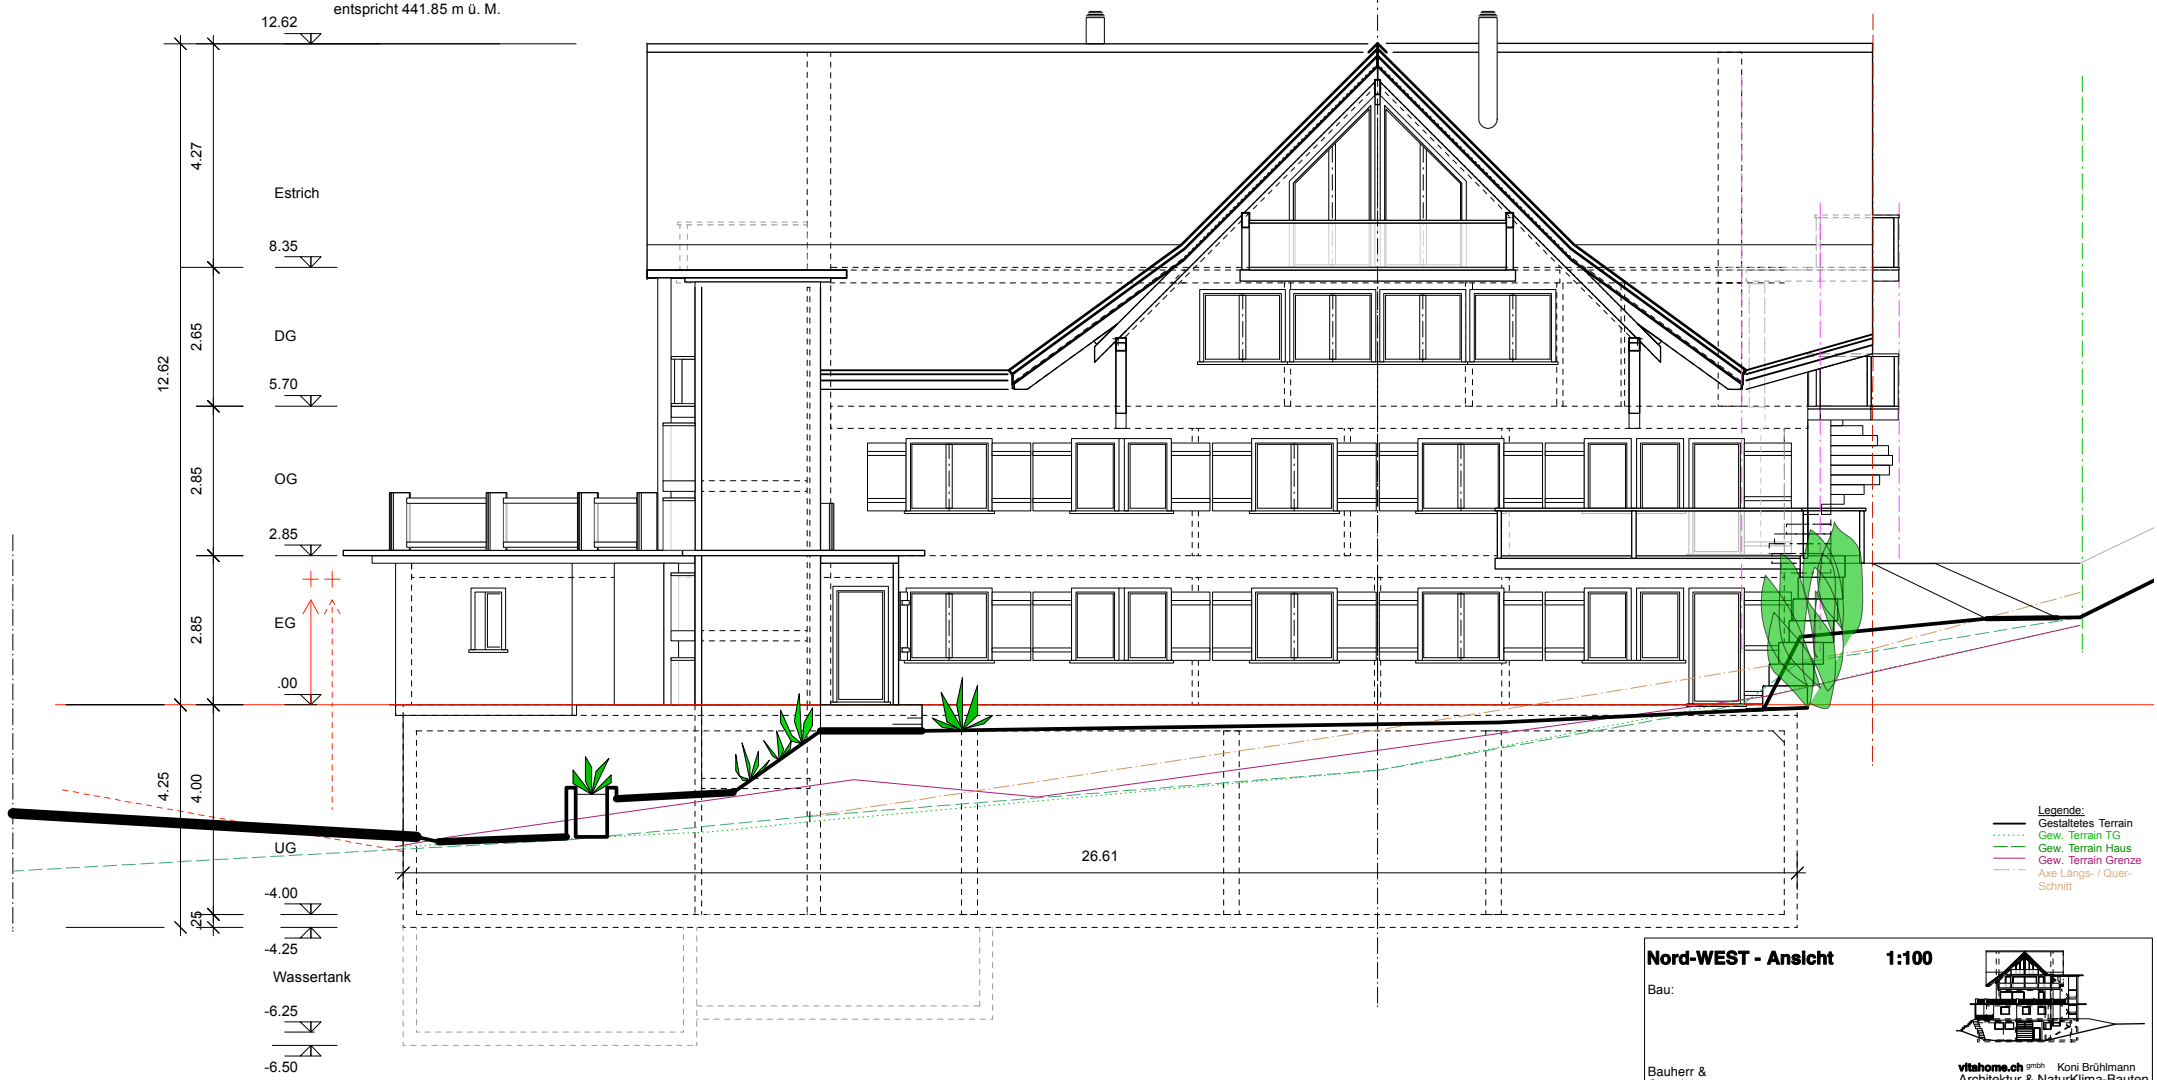 entspricht 441.85 m ü. M.
12.62
4.27
Estrich
8.35
2.65
DG
12.62
5.70
2.85
OG
2.85
2.85
EG
.00
4.25
4.00
UG
26.61
-4.00
.25
-4.25
Wassertank
-6.25
-6.50
Legende:
Gestaltetes Terrain
Gew. Terrain TG
Gew. Terrain Haus
Gew. Terrain Grenze
Axe Längs- / Quer-
Schnitt
Nord-WEST - Ansicht 1:100
Bau:
vitahome.ch gmbh Koni Brühlmann
Architektur & NaturKlima-Bauten
Bauherr &